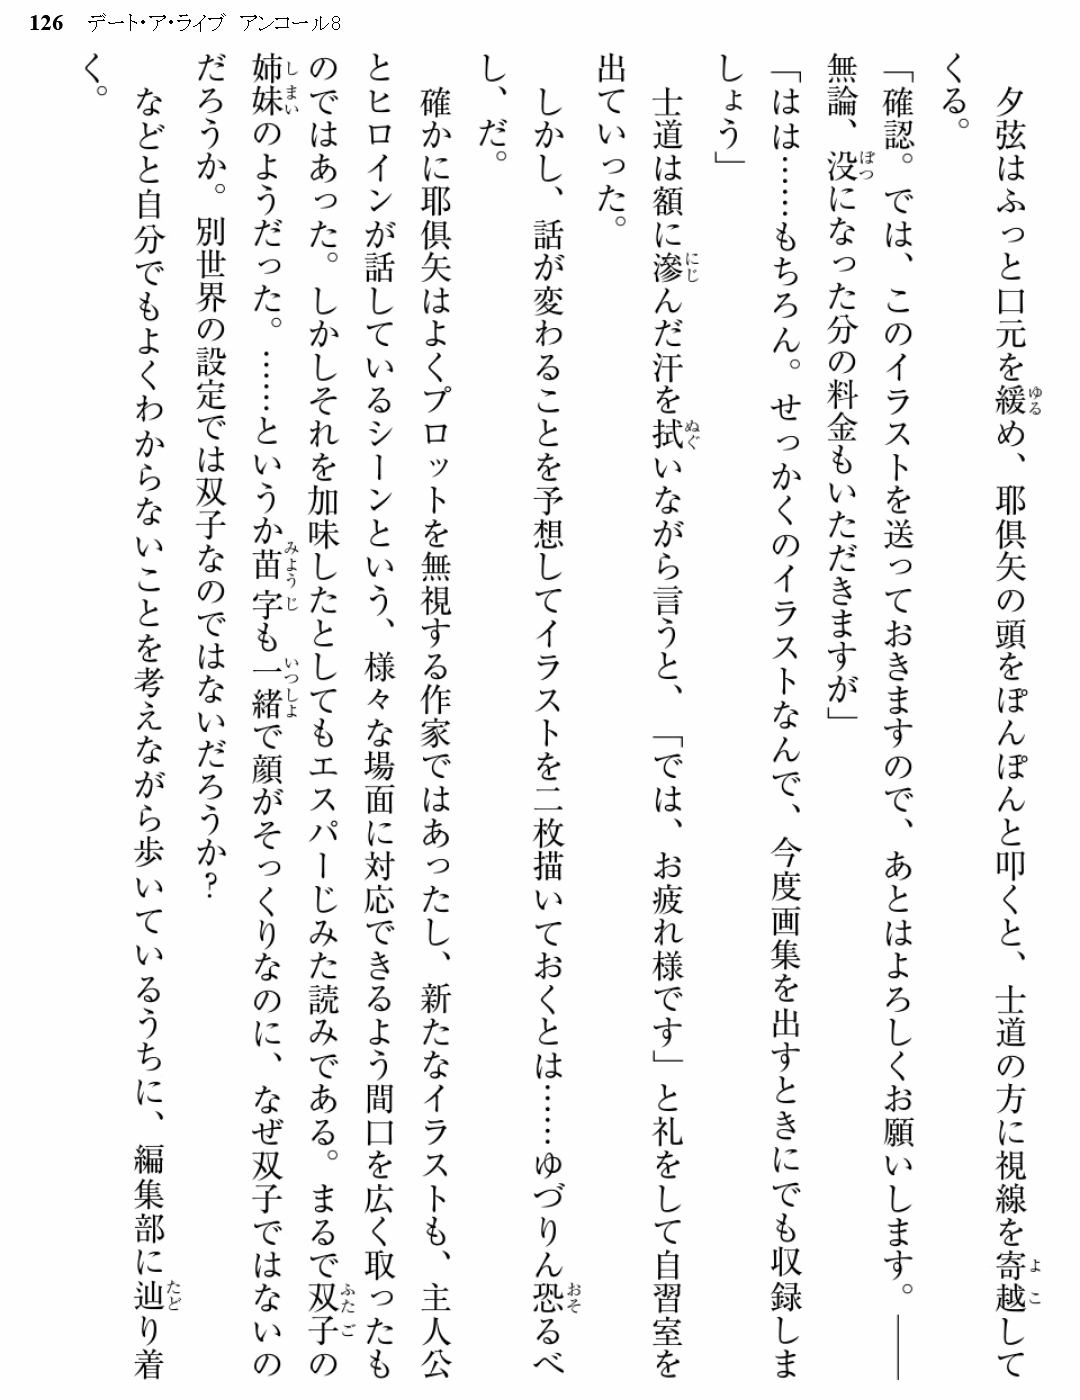 126 デート・ア・ライブ アンコール8
夕弦はふっと口元を緩め、耶倶矢の頭をぽんぽんと叩くと、士道の方に視線を寄越して
くる。
「確認。では、このイラストを送っておきますので、あとはよろしくお願いします。――
無論、没になった分の料金もいただきますが」
「はは……もちろん。せっかくのイラストなんで、今度画集を出すときにでも収録しま
しょう」
士道は額に滲んだ汗を拭いながら言うと、「では、お疲れ様です」と礼をして自習室を
出ていった。
しかし、話が変わることを予想してイラストを二枚描いておくとは……ゆづりん恐るべ
し、だ。
確かに耶倶矢はよくプロットを無視する作家ではあったし、新たなイラストも、主人公
とヒロインが話しているシーンという、様々な場面に対応できるよう間口を広く取ったも
のではあった。しかしそれを加味したとしてもエスパーじみた読みである。まるで双子の
姉妹のようだった。……というか苗字も一緒で顔がそっくりなのに、なぜ双子ではないの
だろうか。別世界の設定では双子なのではないだろうか?
などと自分でもよくわからないことを考えながら歩いているうちに、編集部に辿り着
く。